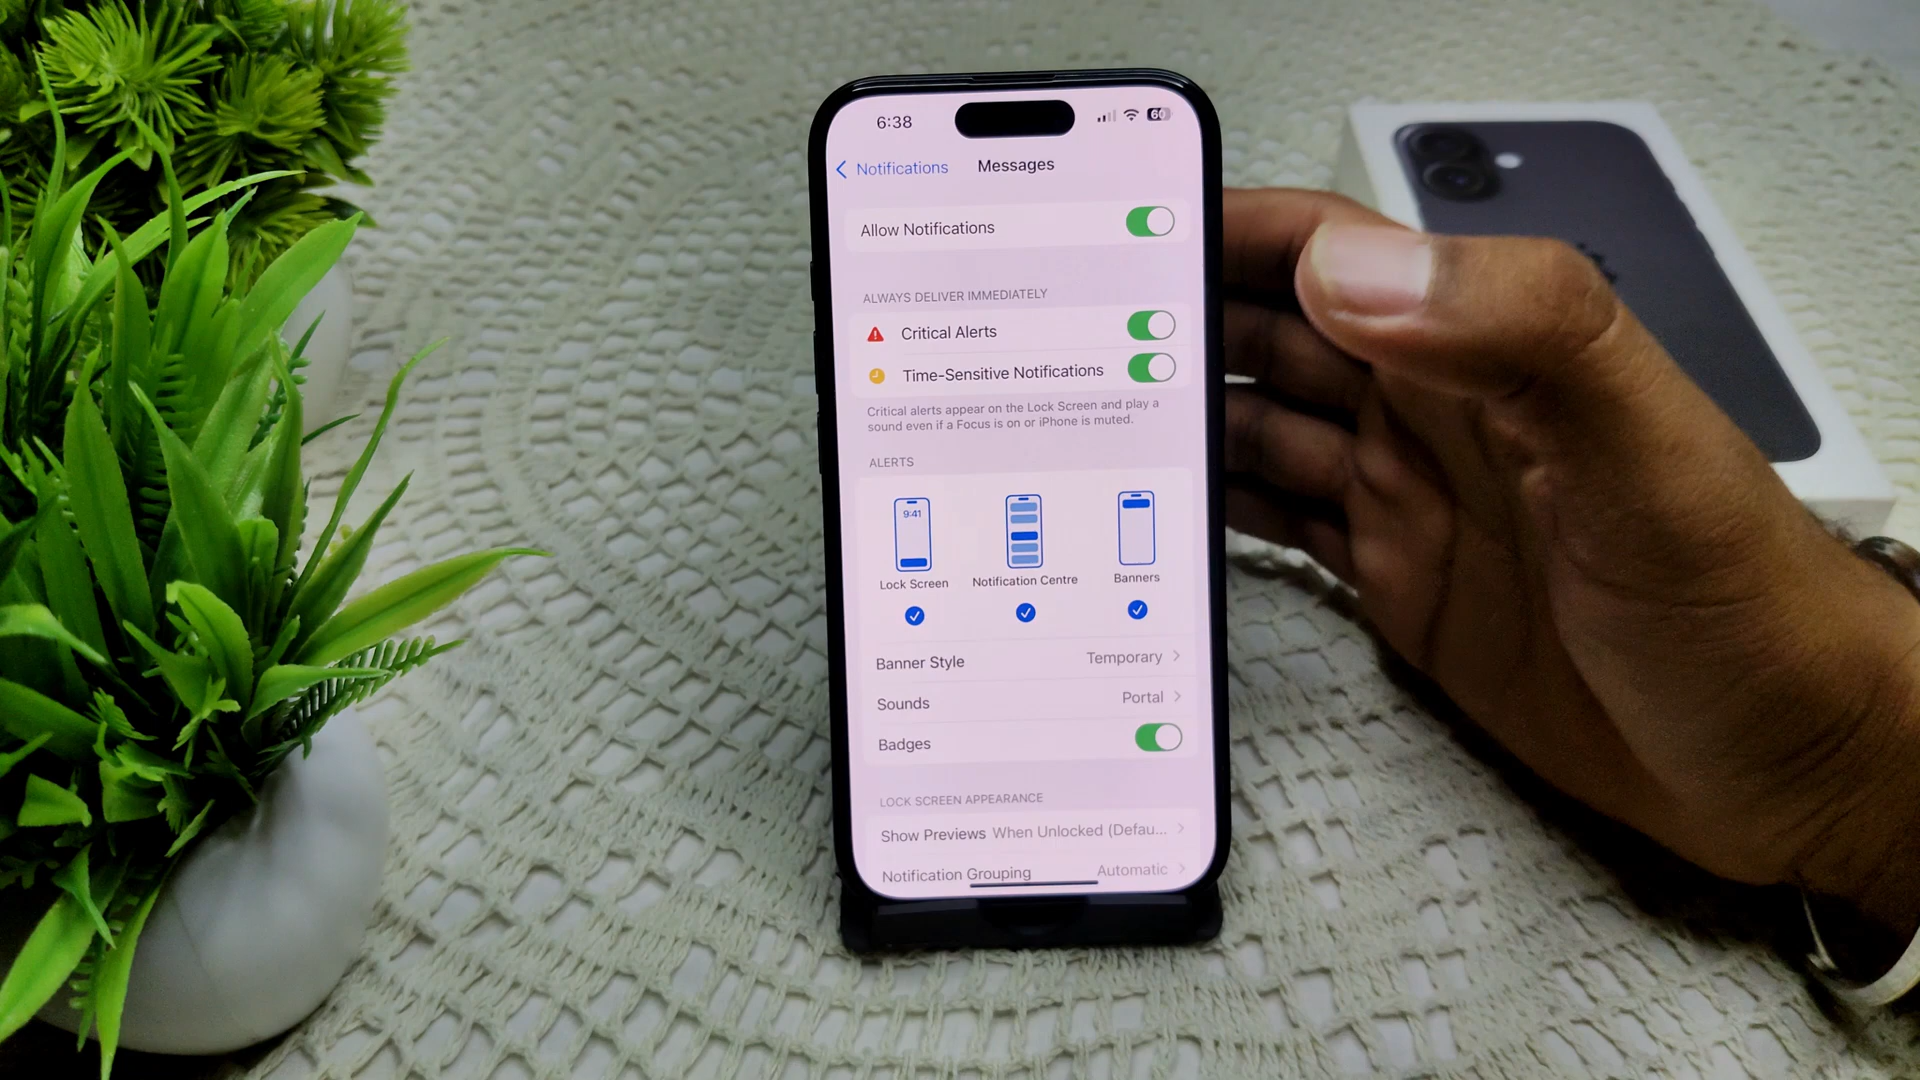 6:38
60
Notifications Messages
Allow Notifications
ALWAYS DELIVER IMMEDIATELY
Critical Alerts
Time-Sensitive Notifications
Critical alerts appear on the Lock Screen and play a
sound even if a Focus is on or iPhone is muted.
ALERTS
9:41
Lock Screen Notification Centre Banners
Banner Style Temporary
Sounds Portal
Badges
LOCK SCREEN APPEARANCE
Show Previews When Unlocked (Defau...
Notification Grouping Automatic